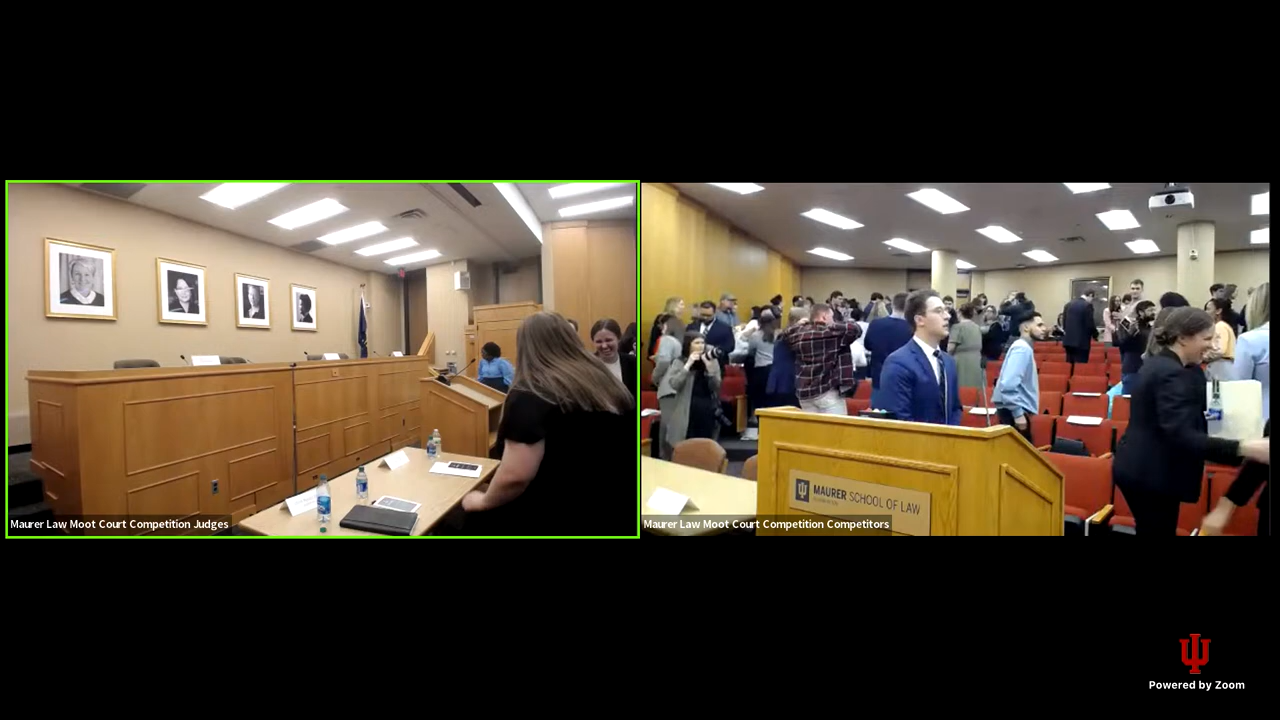 Maurer Law Moot Court Competition Judges
Maurer Law Moot Court Competition Competitors
MAURER SCHOOL OF LAW
Powered by Zoom